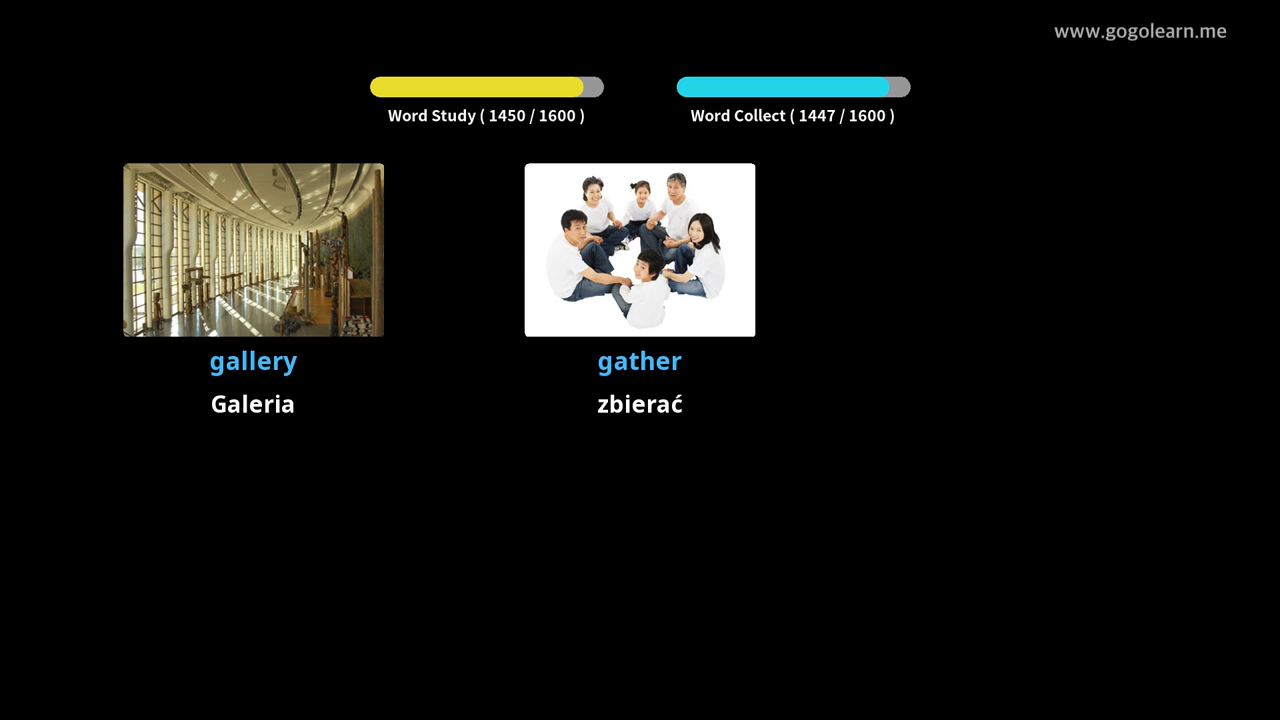 www.gogolearn.me
Word Study ( 1450 / 1600 )
Word Collect ( 1447 / 1600 )
gallery
Galeria
gather
zbierać